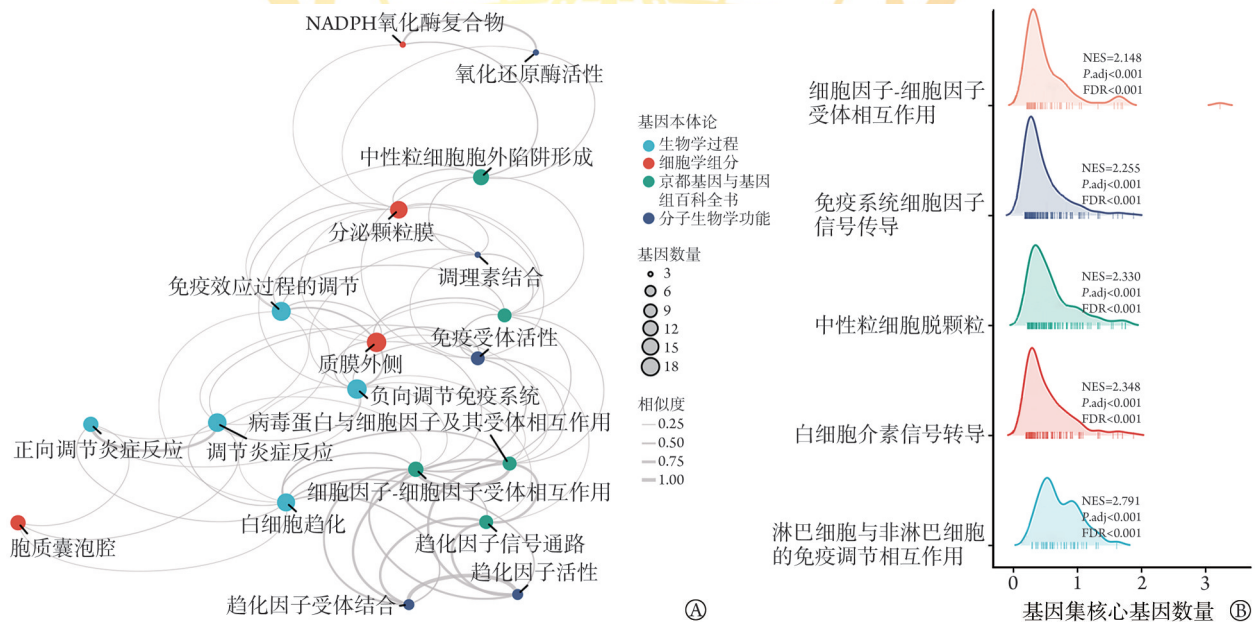 NADPH氧化酶复合物
氧化还原酶活性
中性粒细胞胞外陷阱形成
分泌颗粒膜
调理素结合
免疫效应过程的调节
免疫受体活性
质膜外侧
负向调节免疫系统
病毒蛋白与细胞因子及其受体相互作用
正向调节炎症反应
调节炎症反应
细胞因子-细胞因子受体相互作用
白细胞趋化
胞质囊泡腔
趋化因子信号通路
趋化因子活性
趋化因子受体结合
基因本体论
生物学过程
细胞学组分
京都基因与基因
组百科全书
分子生物学功能
基因数量
3
6
9
12
15
18
相似度
0.25
0.50
0.75
1.00
Ⓐ
细胞因子-细胞因子
受体相互作用
NES=2.148
P.adj<0.001
FDR<0.001
免疫系统细胞因子
信号传导
NES=2.255
P.adj<0.001
FDR<0.001
中性粒细胞脱颗粒
NES=2.330
P.adj<0.001
FDR<0.001
白细胞介素信号转导
NES=2.348
P.adj<0.001
FDR<0.001
淋巴细胞与非淋巴细胞
的免疫调节相互作用
NES=2.791
P.adj<0.001
FDR<0.001
0 1 2 3
基因集核心基因数量 Ⓑ